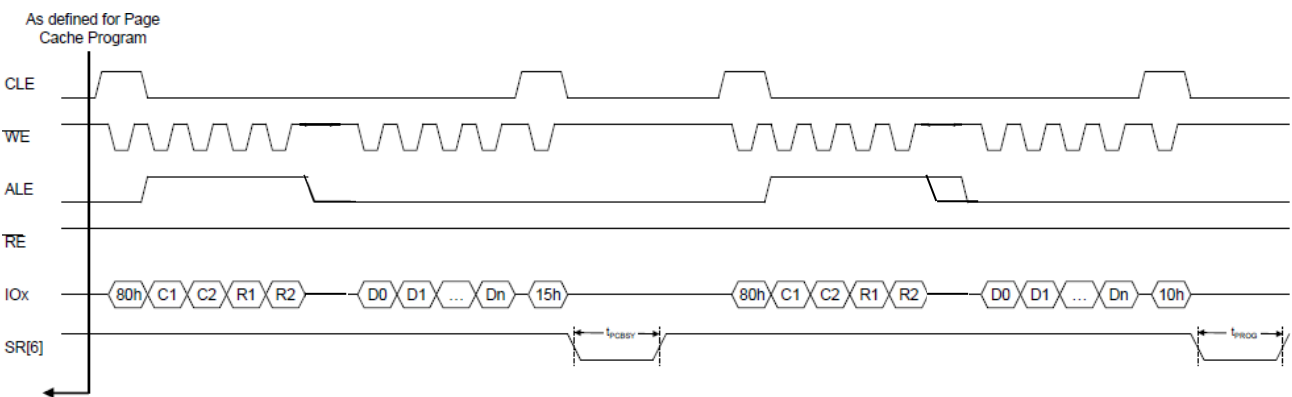 As defined for Page
Cache Program
CLE
WE
ALE
RE
IOx 80h C1 C2 R1 R2 D0 D1 ... Dn 15h 80h C1 C2 R1 R2 D0 D1 ... Dn 10h
SR[6] tPCBSY tPROG